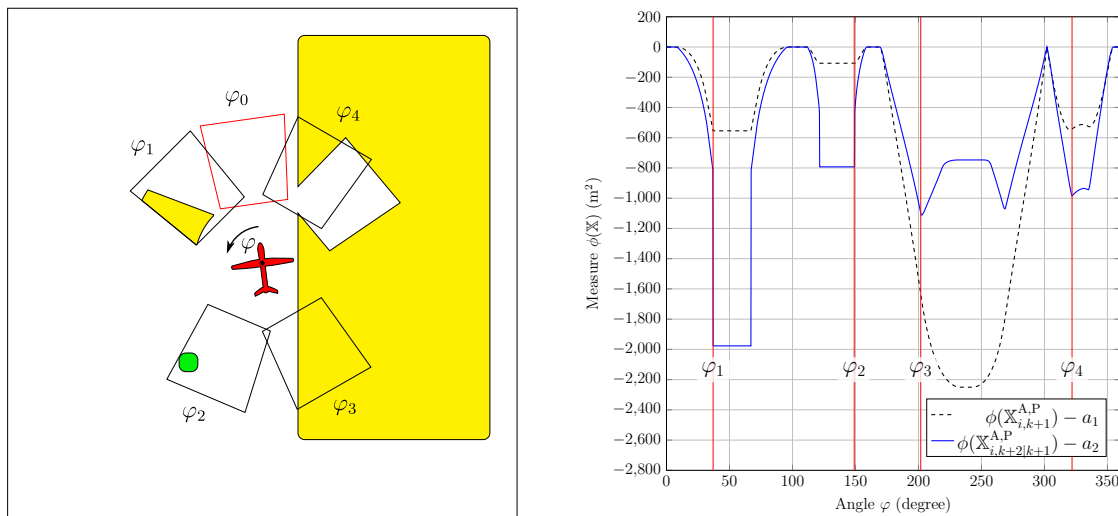 φ₀
φ₁
φ₄
φ
φ₂
φ₃
200
0
−200
−400
−600
−800
−1,000
−1,200
−1,400
−1,600
−1,800
−2,000
−2,200
−2,400
−2,600
−2,800
Measure ϕ(𝕏) (m²)
φ₁ φ₂ φ₃ φ₄
ϕ(𝕏^{A,P}_{i,k+1}) − a₁
ϕ(𝕏^{A,P}_{i,k+2|k+1}) − a₂
0 50 100 150 200 250 300 350
Angle φ (degree)